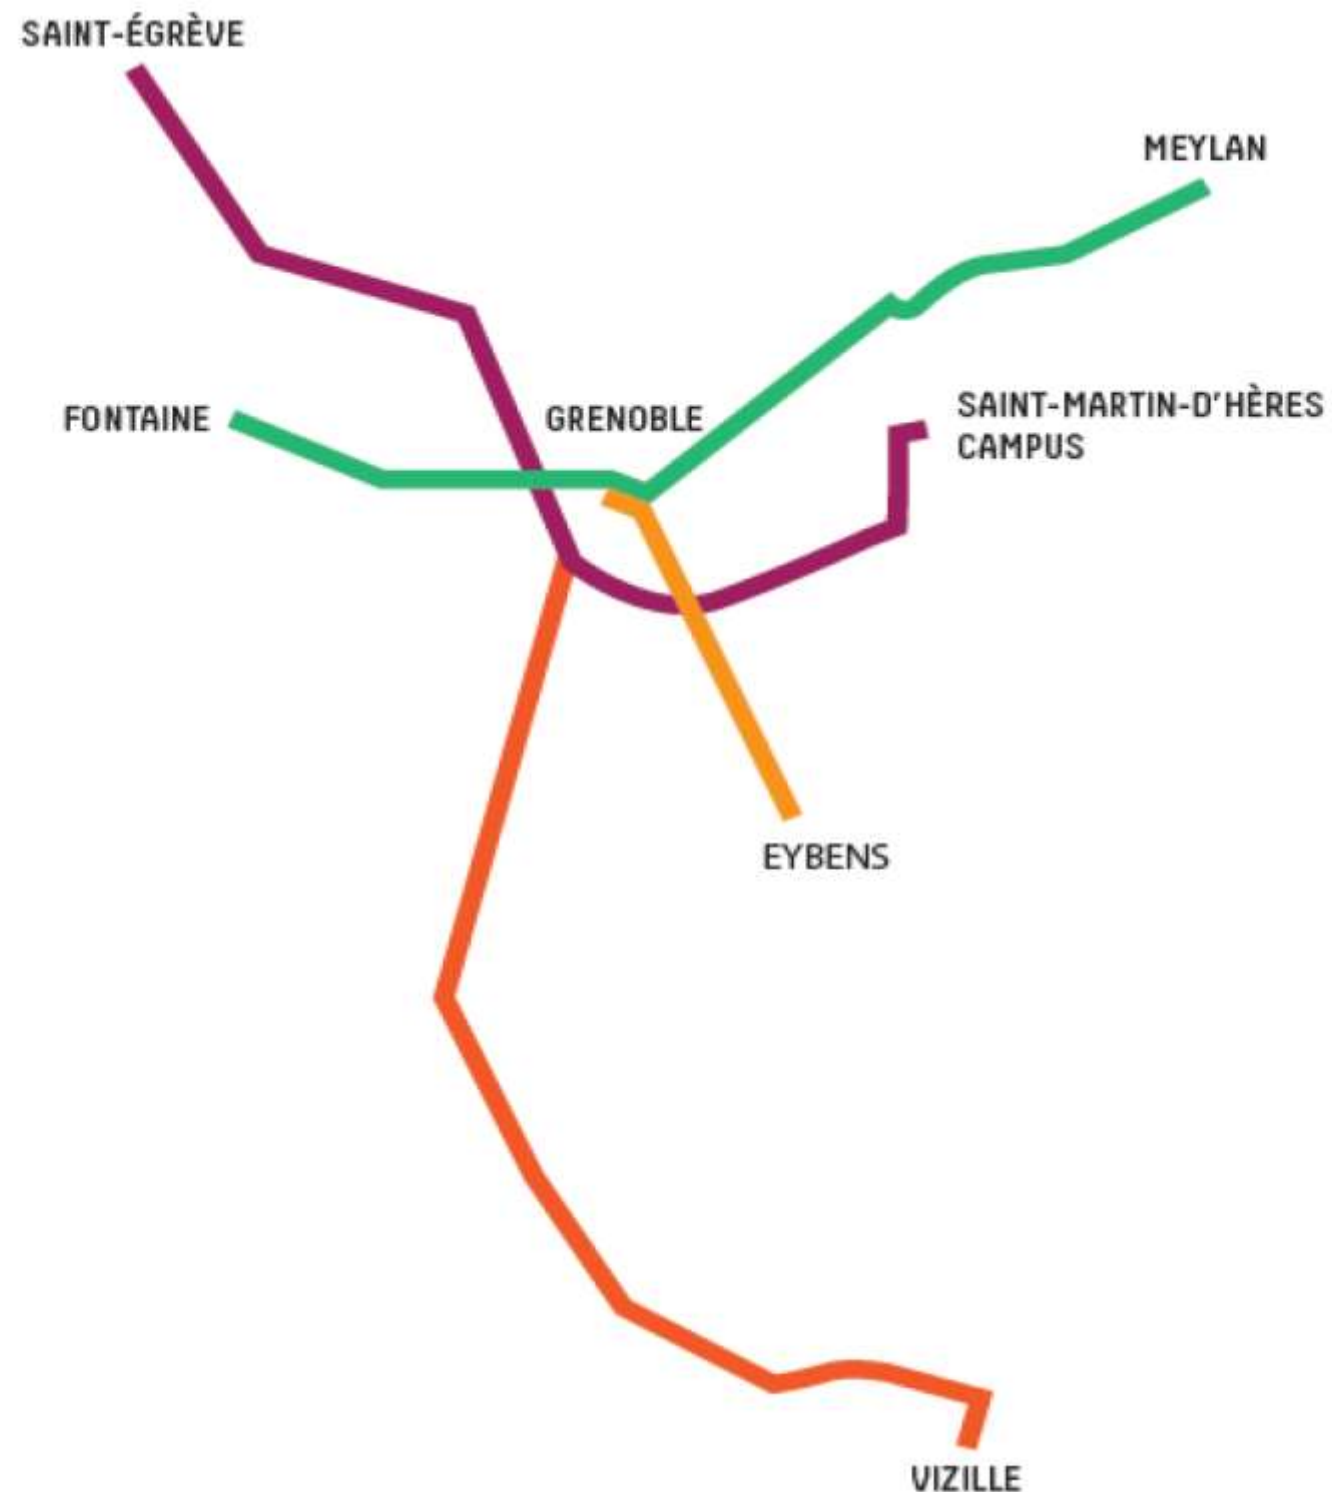 SAINT-ÉGRÈVE
MEYLAN
FONTAINE
GRENOBLE
SAINT-MARTIN-D'HÈRES
CAMPUS
EYBENS
VIZILLE